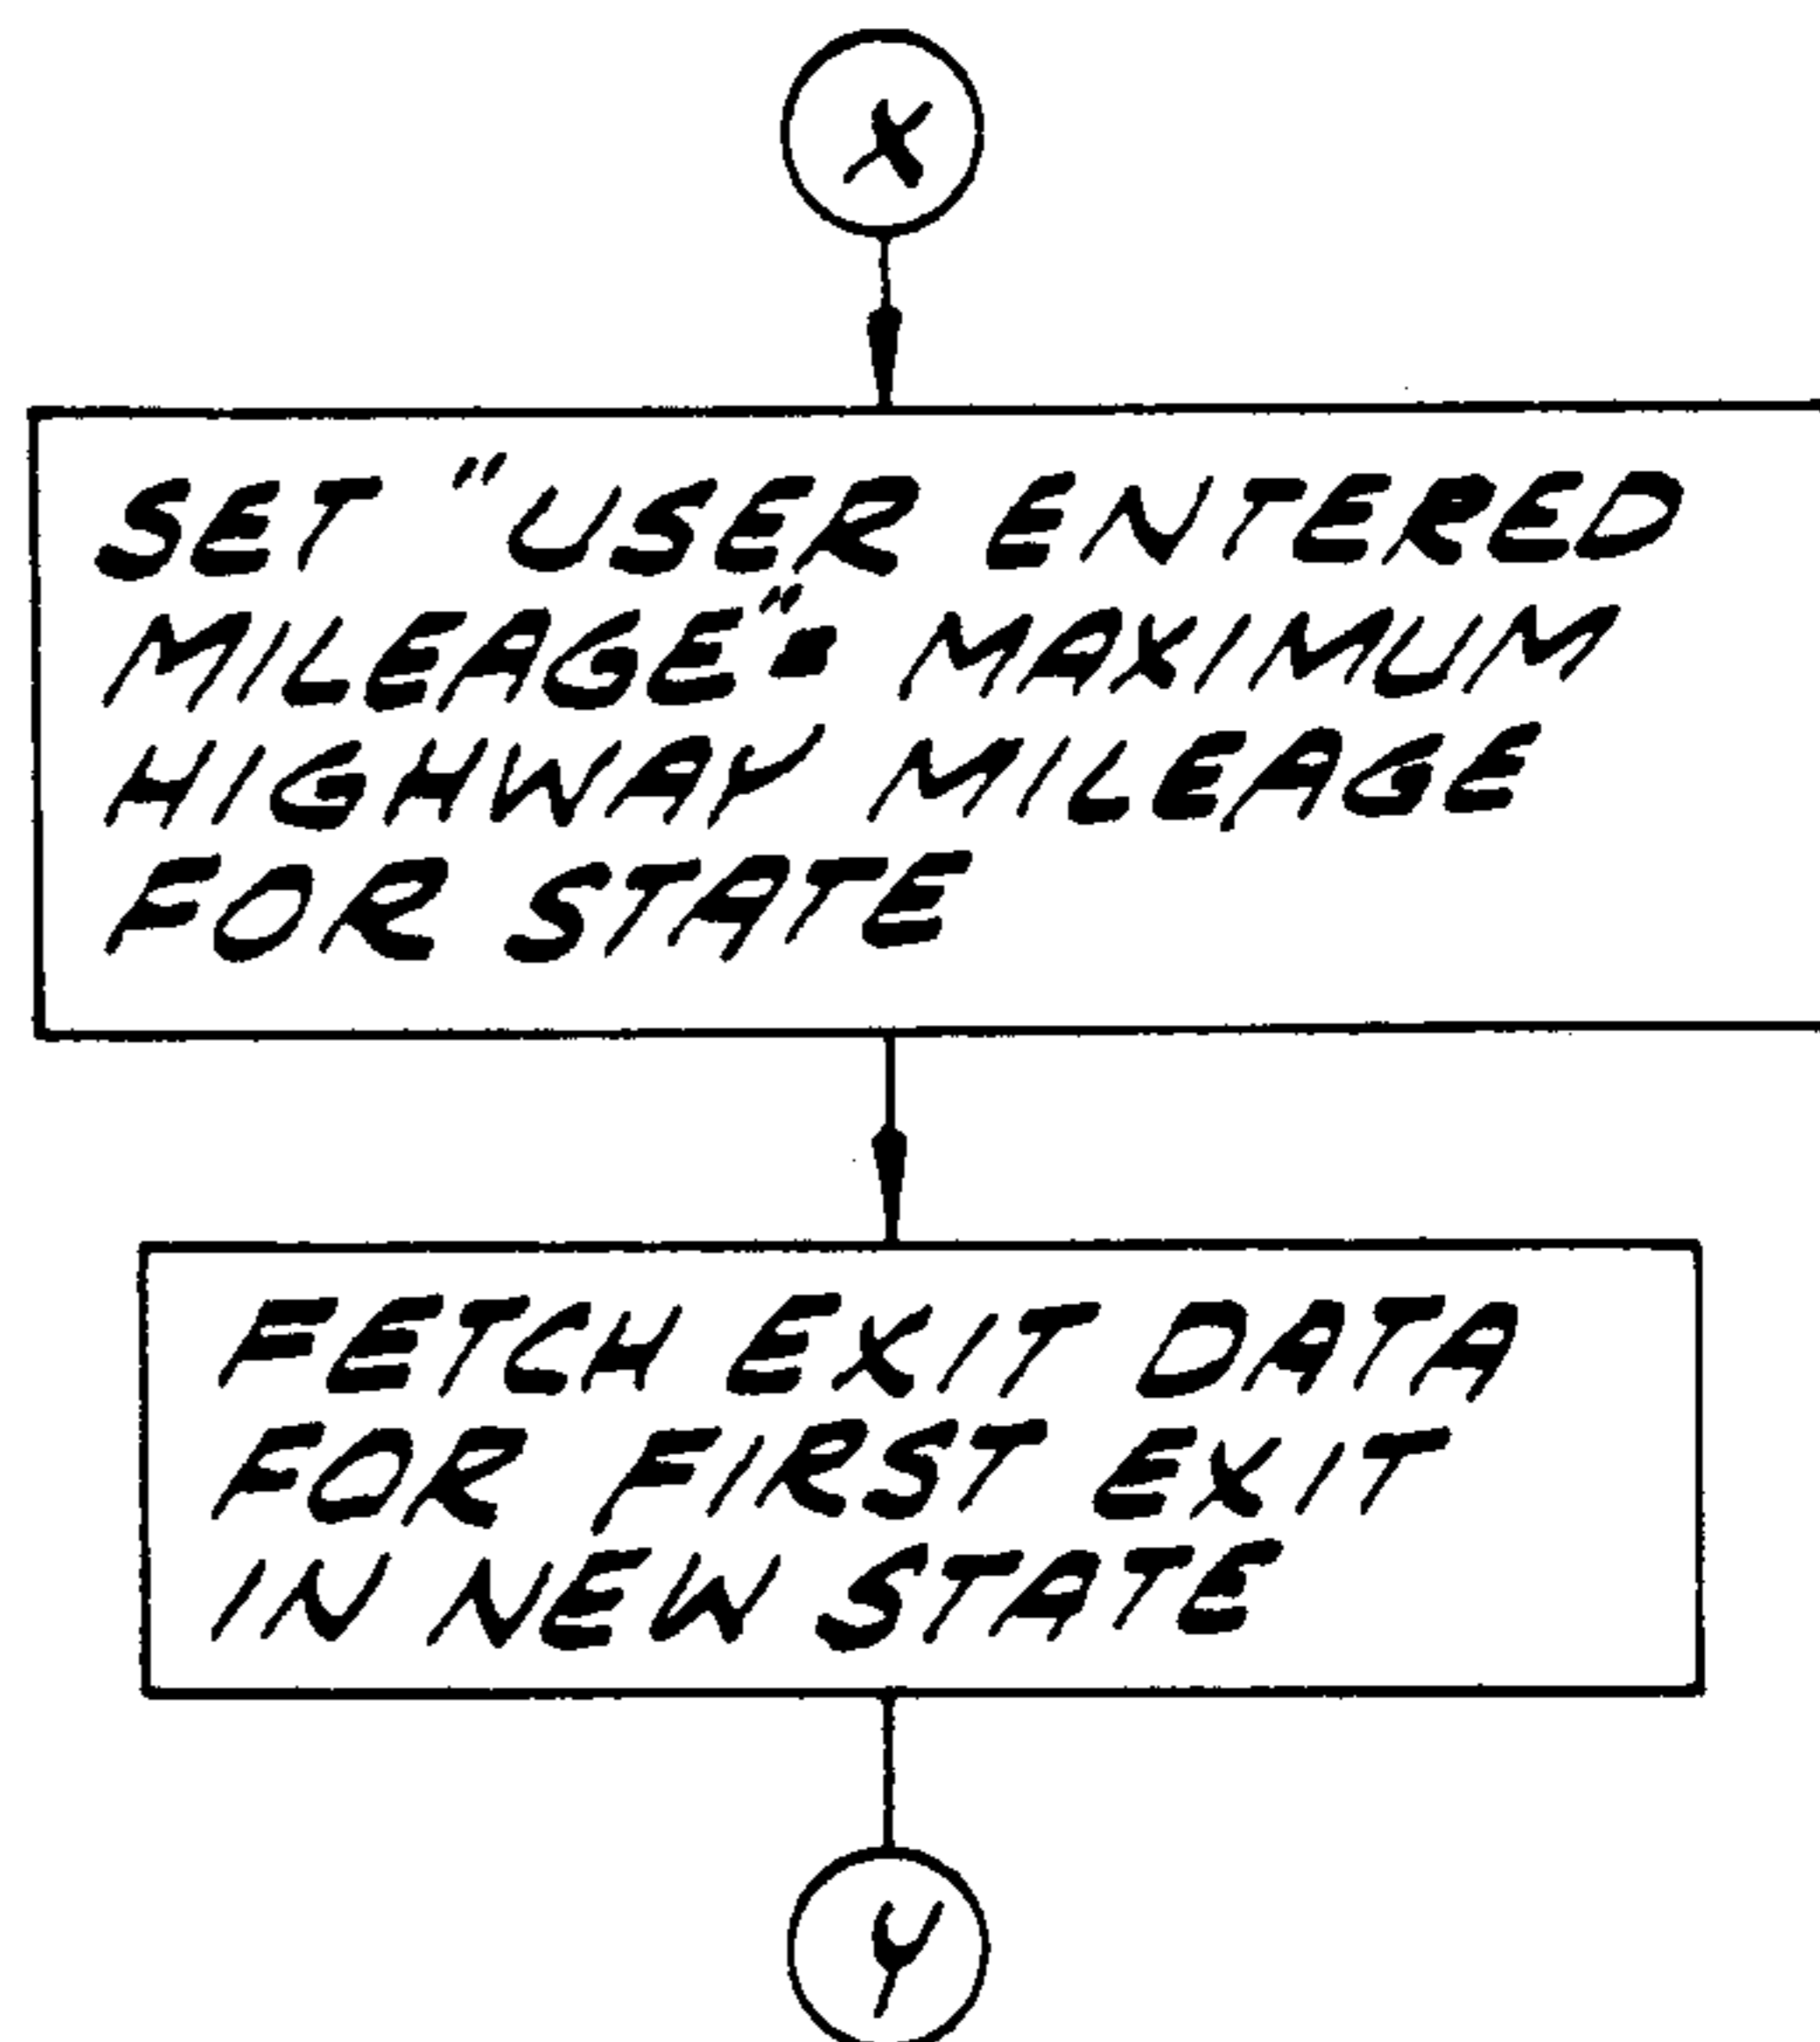 X
SET "USER ENTERED
MILEAGE"= MAXIMUM
HIGHWAY MILEAGE
FOR STATE
FETCH EXIT DATA
FOR FIRST EXIT
IN NEW STATE
Y